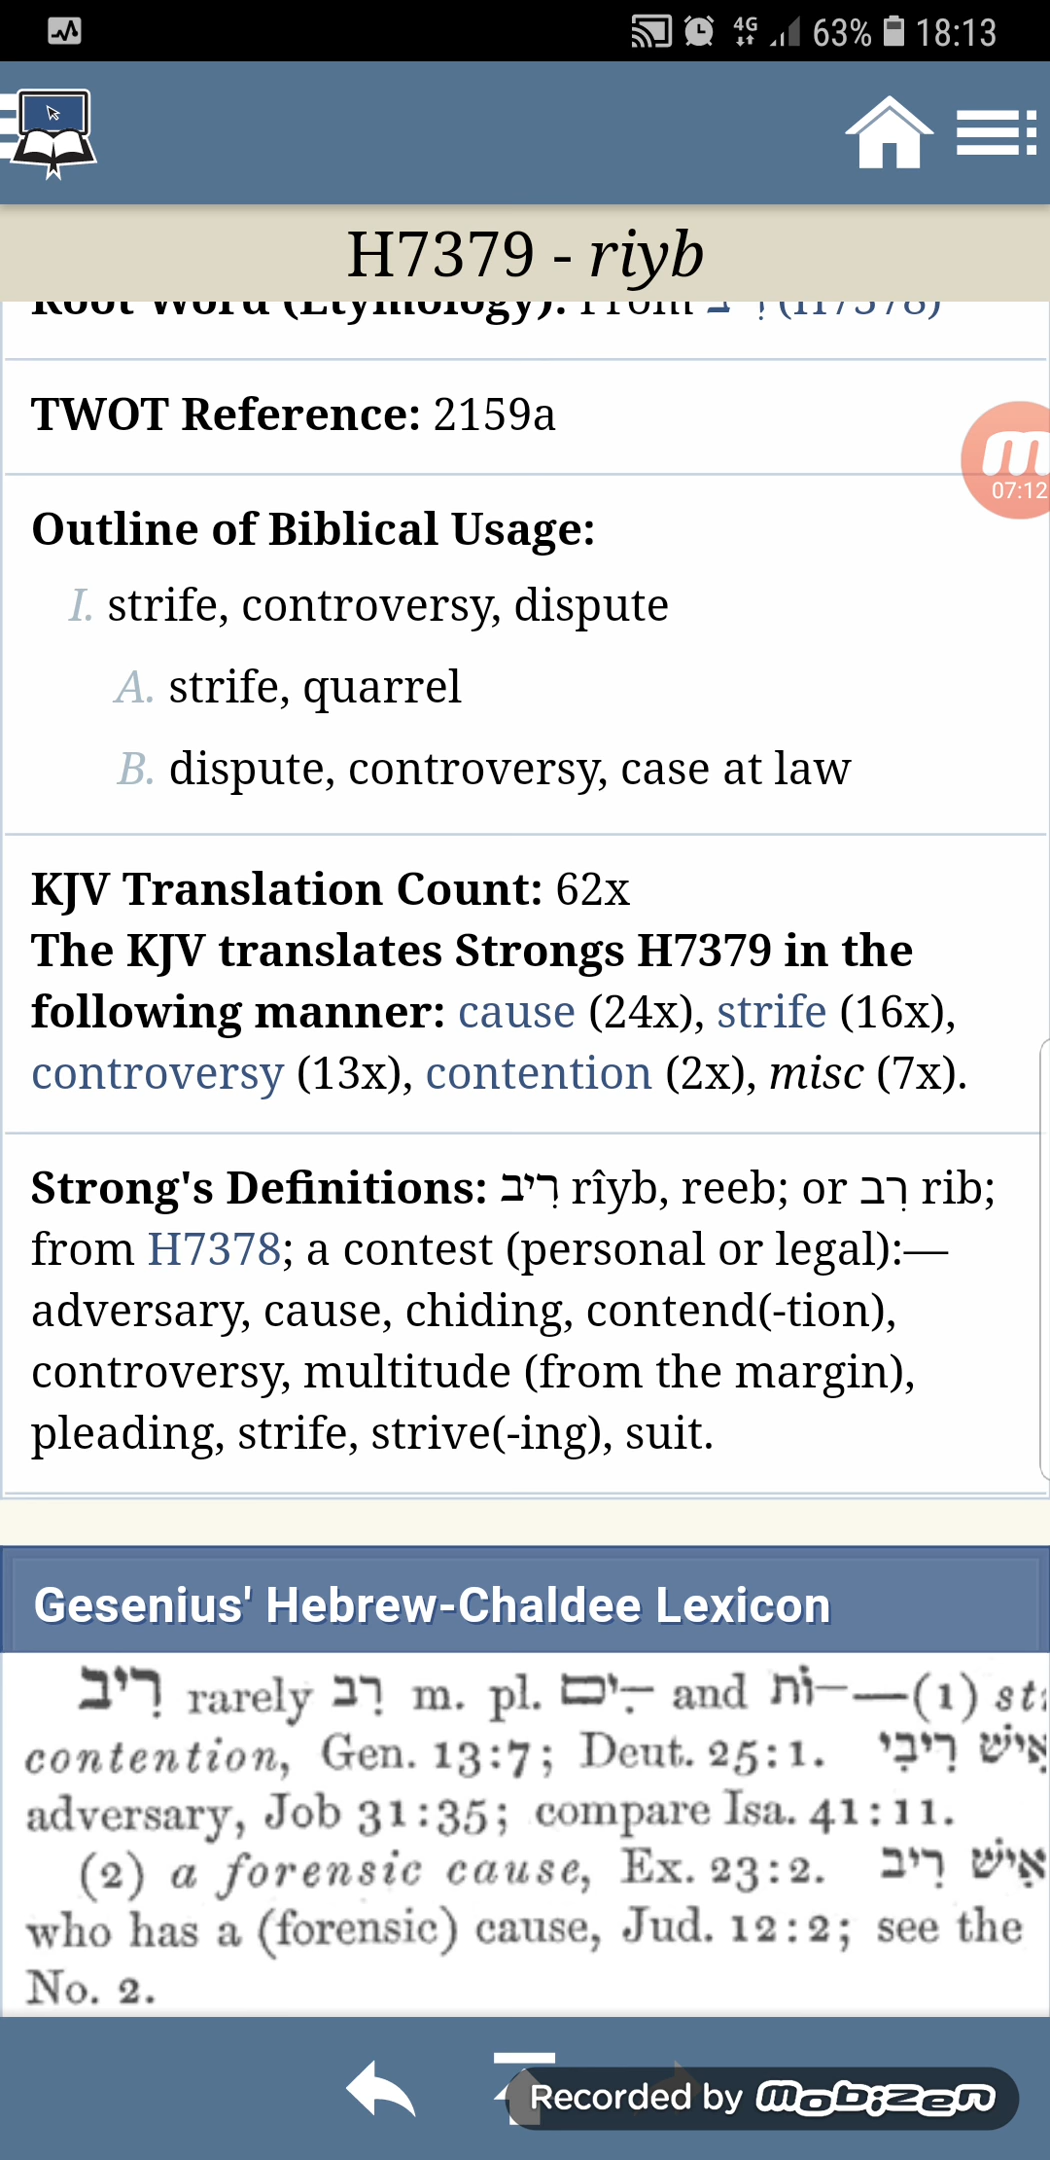 4G 63% 18:13
H7379 - riyb
Root Word (Etymology): From (H7378)
TWOT Reference: 2159a
07:12
Outline of Biblical Usage:
I. strife, controversy, dispute
A. strife, quarrel
B. dispute, controversy, case at law
KJV Translation Count: 62x
The KJV translates Strongs H7379 in the
following manner: cause (24x), strife (16x),
controversy (13x), contention (2x), misc (7x).
Strong's Definitions: רִיב rîyb, reeb; or רִב rib;
from H7378; a contest (personal or legal):—
adversary, cause, chiding, contend(-tion),
controversy, multitude (from the margin),
pleading, strife, strive(-ing), suit.
Gesenius' Hebrew-Chaldee Lexicon
רִיב rarely רִב m. pl. ־ִים and ־וֹת—(1)
contention, Gen. 13:7; Deut. 25:1. אִישׁ רִיבִי
adversary, Job 31:35; compare Isa. 41:11.
(2) a forensic cause, Ex. 23:2. אִישׁ רִיב
who has a (forensic) cause, Jud. 12:2; see the
No. 2.
Recorded by mobizen